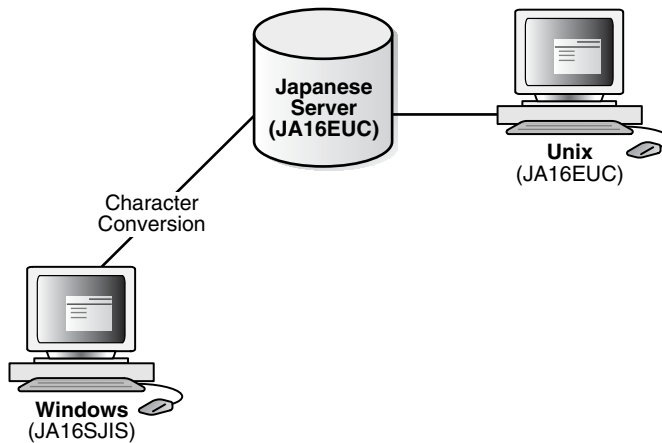 Japanese
Server
(JA16EUC)
Unix
(JA16EUC)
Character
Conversion
Windows
(JA16SJIS)